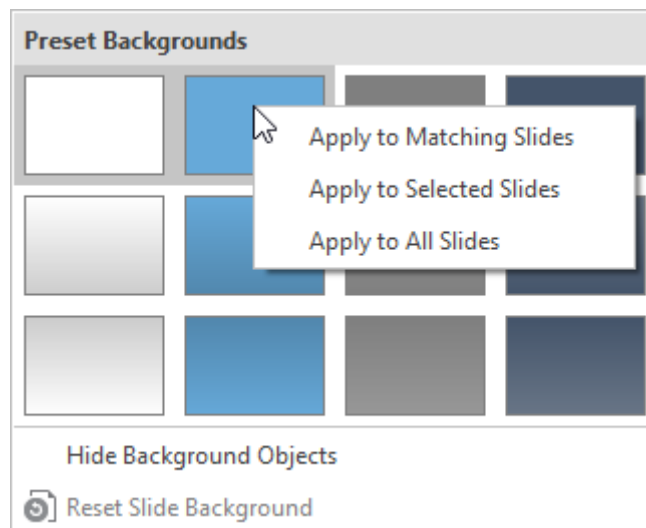 Preset Backgrounds
Apply to Matching Slides
Apply to Selected Slides
Apply to All Slides
Hide Background Objects
Reset Slide Background